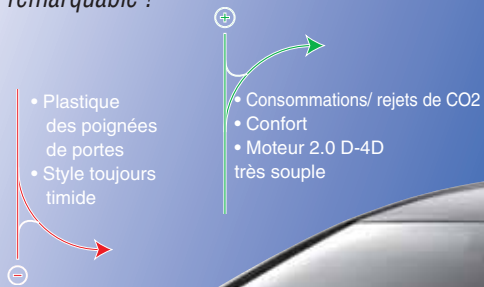 remarquable !
+
• Plastique
des poignées
de portes
• Style toujours
timide
–
• Consommations/ rejets de CO2
• Confort
• Moteur 2.0 D-4D
très souple